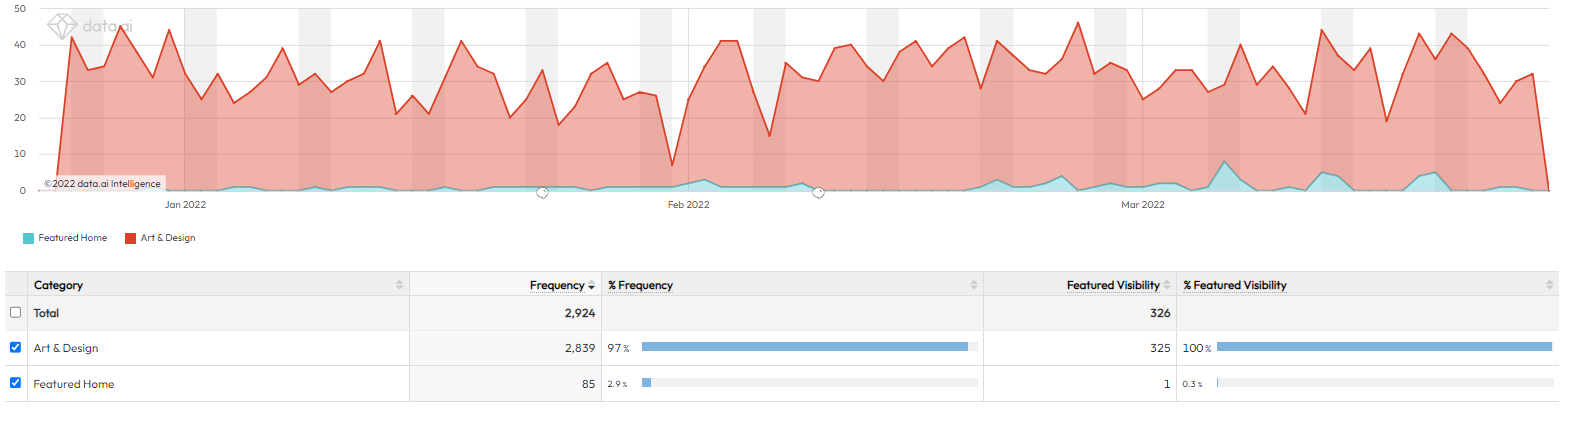 50
data.ai
40
30
20
10
©2022 data.ai Intelligence
0
Jan 2022 Feb 2022 Mar 2022
Featured Home Art & Design
Category Frequency % Frequency Featured Visibility % Featured Visibility
Total 2,924 326
Art & Design 2,839 97% 325 100%
Featured Home 85 2.9% 1 0.3%